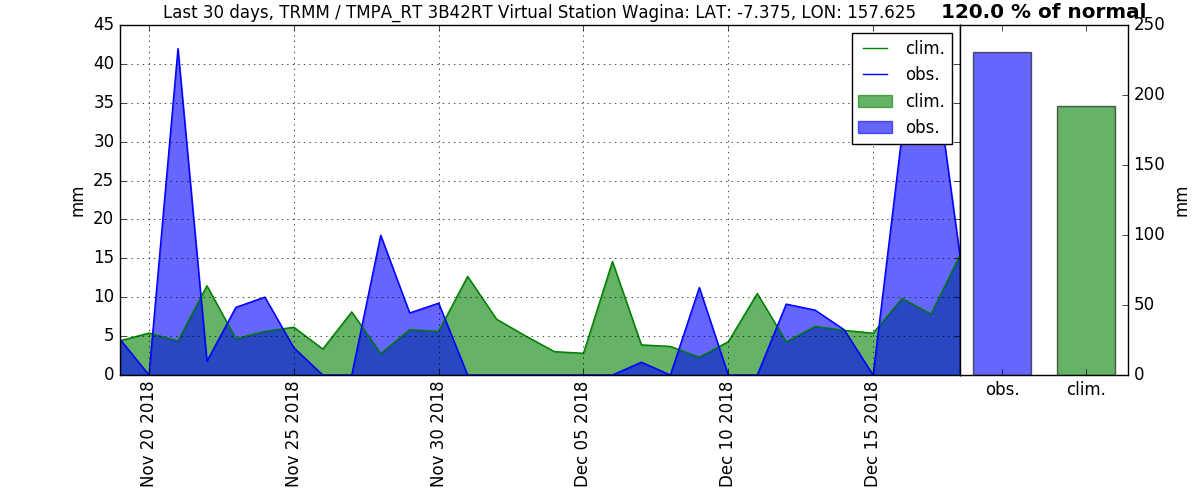 Last 30 days, TRMM / TMPA_RT 3B42RT Virtual Station Wagina: LAT: -7.375, LON: 157.625
120.0 % of normal
45
40
35
30
25
20
15
10
5
0
mm
clim.
obs.
clim.
obs.
Nov 20 2018
Nov 25 2018
Nov 30 2018
Dec 05 2018
Dec 10 2018
Dec 15 2018
250
200
150
100
50
0
mm
obs.
clim.